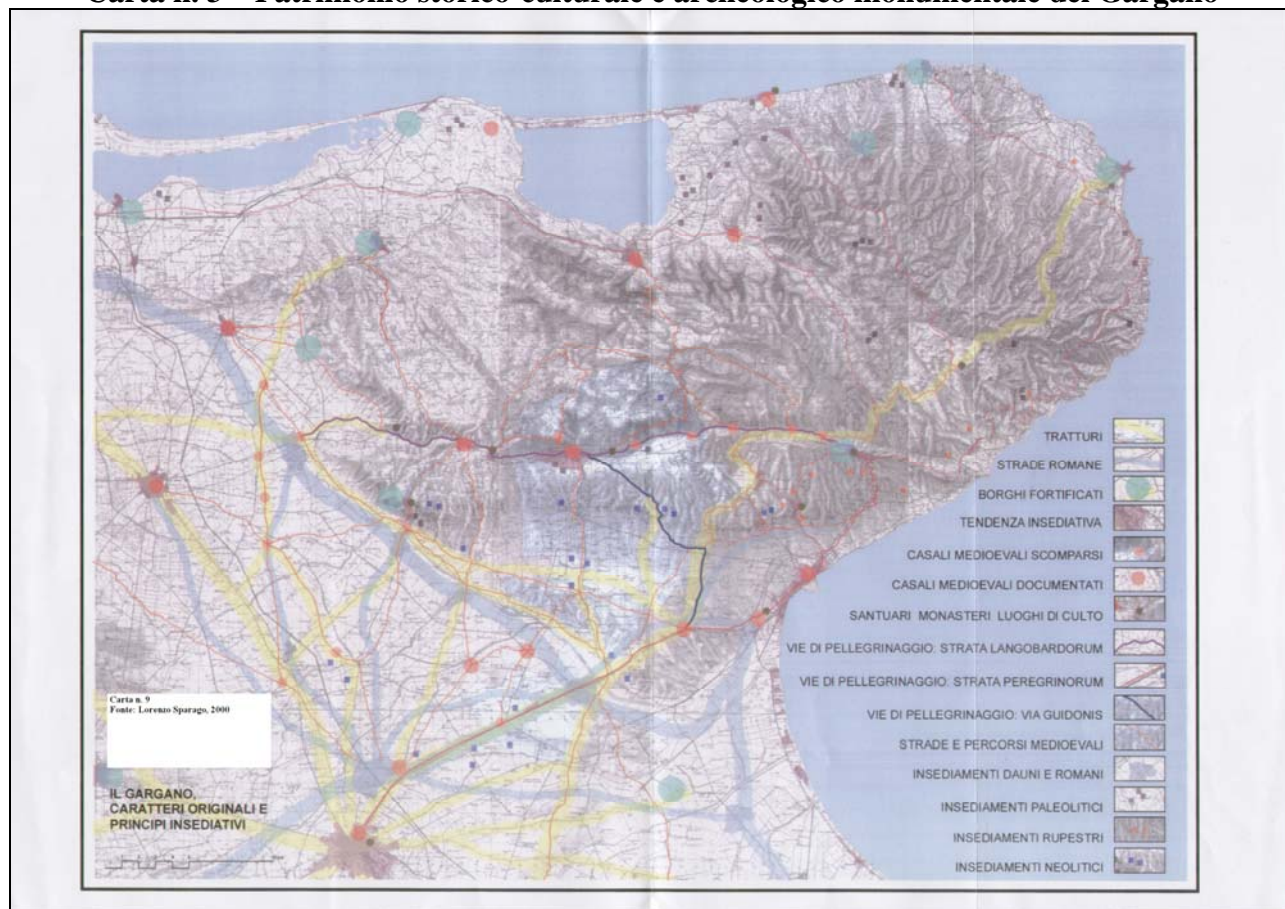 Carta n. 5 – Patrimonio storico-culturale e archeologico monumentale del Gargano
TRATTURI
STRADE ROMANE
BORGHI FORTIFICATI
TENDENZA INSEDIATIVA
CASALI MEDIOEVALI SCOMPARSI
CASALI MEDIOEVALI DOCUMENTATI
SANTUARI MONASTERI LUOGHI DI CULTO
VIE DI PELLEGRINAGGIO: STRATA LANGOBARDORUM
VIE DI PELLEGRINAGGIO: STRATA PEREGRINORUM
VIE DI PELLEGRINAGGIO: VIA GUIDONIS
STRADE E PERCORSI MEDIOEVALI
INSEDIAMENTI DAUNI E ROMANI
INSEDIAMENTI PALEOLITICI
INSEDIAMENTI RUPESTRI
INSEDIAMENTI NEOLITICI
Carta n. 9
Fonte: Lorenzo Sparago, 2000
IL GARGANO,
CARATTERI ORIGINALI E
PRINCIPI INSEDIATIVI